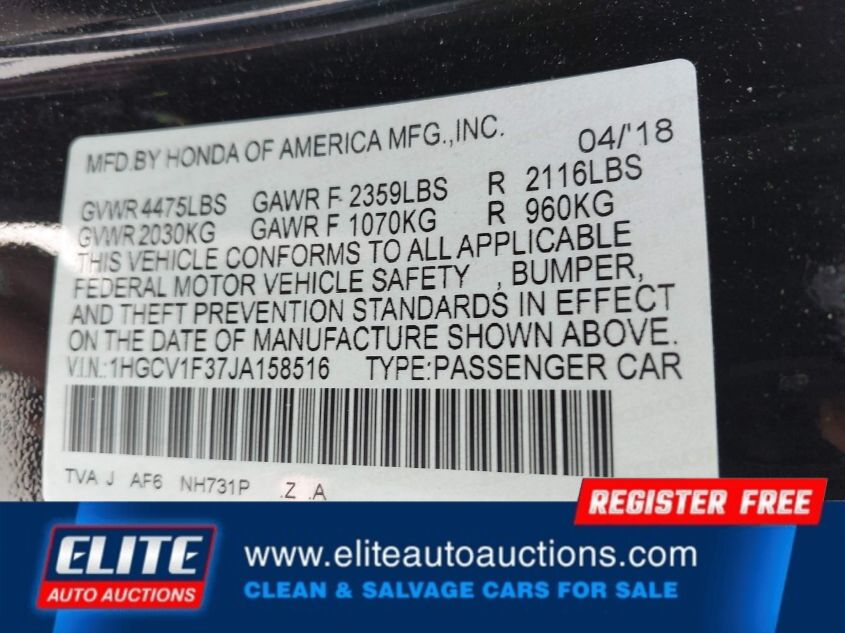 MFD.BY HONDA OF AMERICA MFG.,INC. 04/'18
GVWR 4475LBS GAWR F 2359LBS R 2116LBS
GVWR 2030KG GAWR F 1070KG R 960KG
THIS VEHICLE CONFORMS TO ALL APPLICABLE
FEDERAL MOTOR VEHICLE SAFETY , BUMPER,
AND THEFT PREVENTION STANDARDS IN EFFECT
ON THE DATE OF MANUFACTURE SHOWN ABOVE.
V.I.N.:1HGCV1F37JA158516 TYPE:PASSENGER CAR
TVA J AF6 NH731P .Z .A
REGISTER FREE
ELITE
AUTO AUCTIONS
www.eliteautoauctions.com
CLEAN & SALVAGE CARS FOR SALE